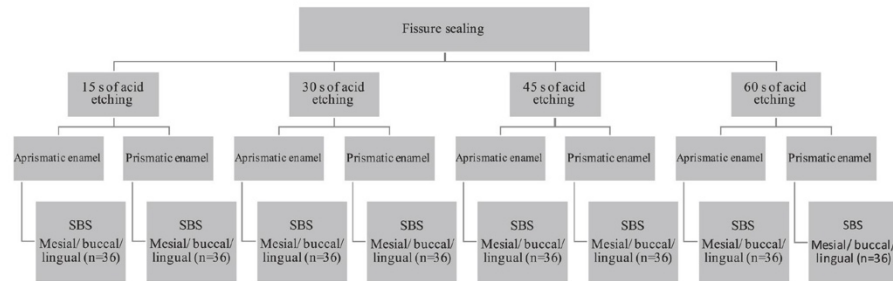 Fissure sealing
15 s of acid
etching
30 s of acid
etching
45 s of acid
etching
60 s of acid
etching
Aprismatic enamel
Prismatic enamel
Aprismatic enamel
Prismatic enamel
Aprismatic enamel
Prismatic enamel
Aprismatic enamel
Prismatic enamel
SBS
Mesial/ buccal/
lingual (n=36)
SBS
Mesial/ buccal/
lingual (n=36)
SBS
Mesial/ buccal/
lingual (n=36)
SBS
Mesial/ buccal/
lingual (n=36)
SBS
Mesial/ buccal/
lingual (n=36)
SBS
Mesial/ buccal/
lingual (n=36)
SBS
Mesial/ buccal/
lingual (n=36)
SBS
Mesial/ buccal/
lingual (n=36)